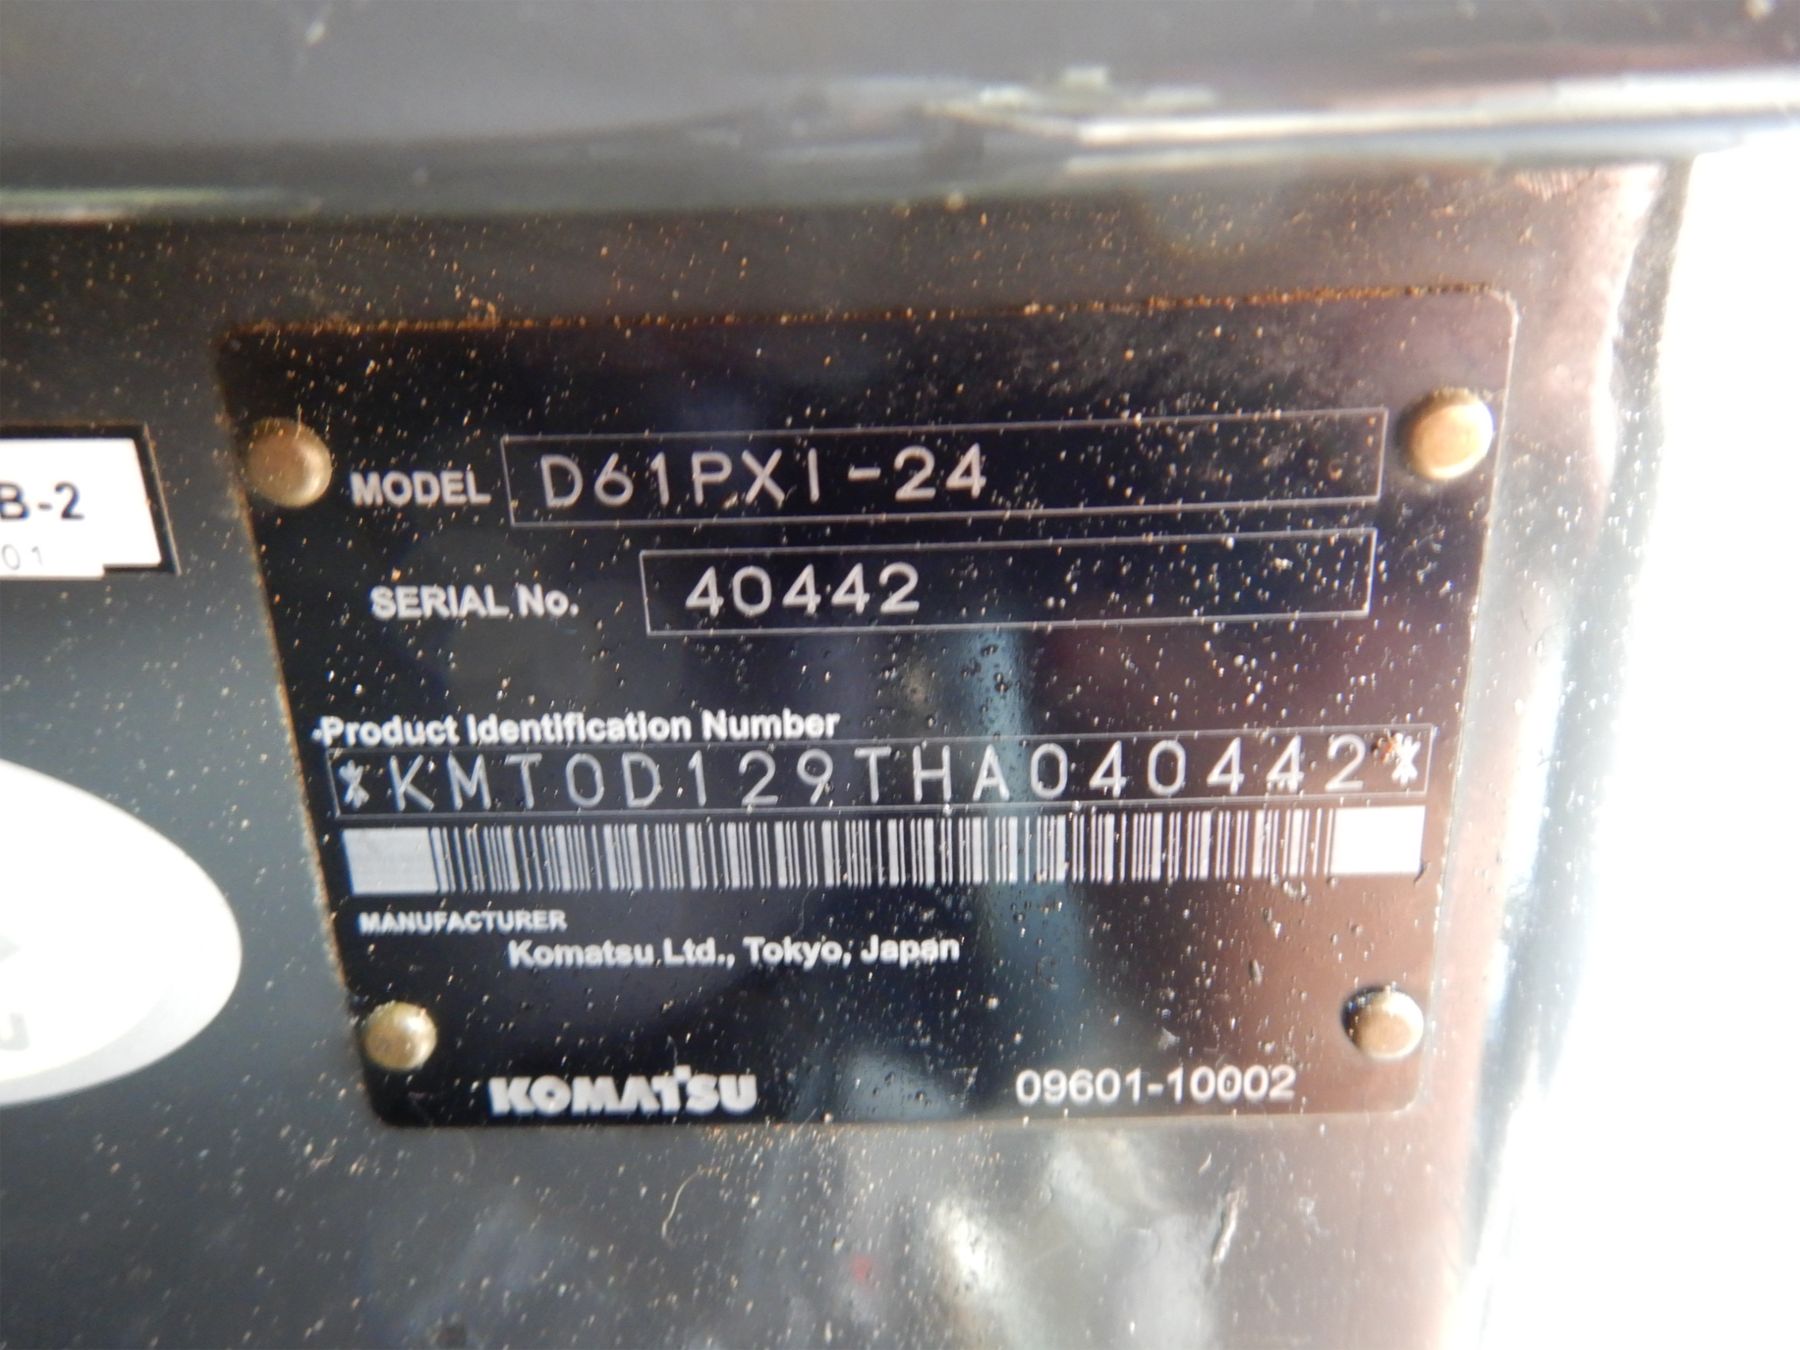 B-2
01
MODEL D61PXI-24
SERIAL No. 40442
Product Identification Number
*KMT0D129THA040442*
MANUFACTURER
Komatsu Ltd., Tokyo, Japan
KOMATSU 09601-10002
U